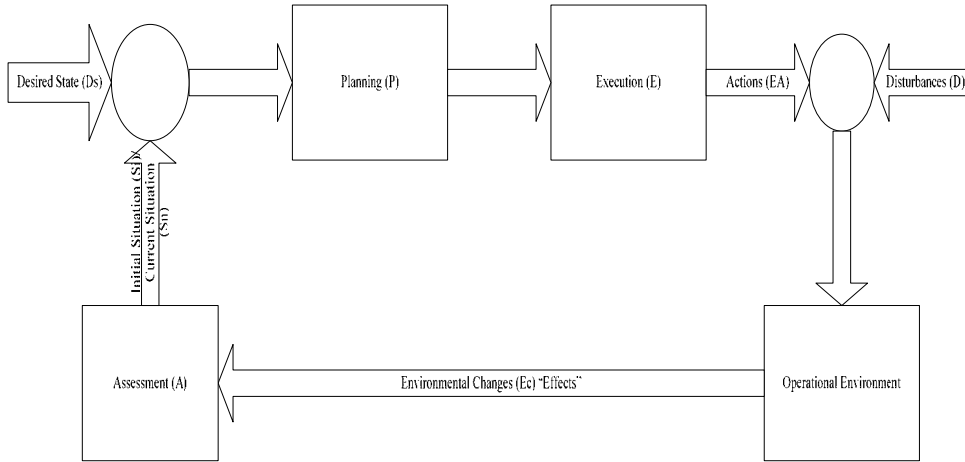 Desired State (Ds)
Planning (P)
Execution (E)
Actions (EA)
Disturbances (D)
Initial Situation (Si)/
Current Situation
(Sn)
Assessment (A)
Environmental Changes (Ec) “Effects”
Operational Environment